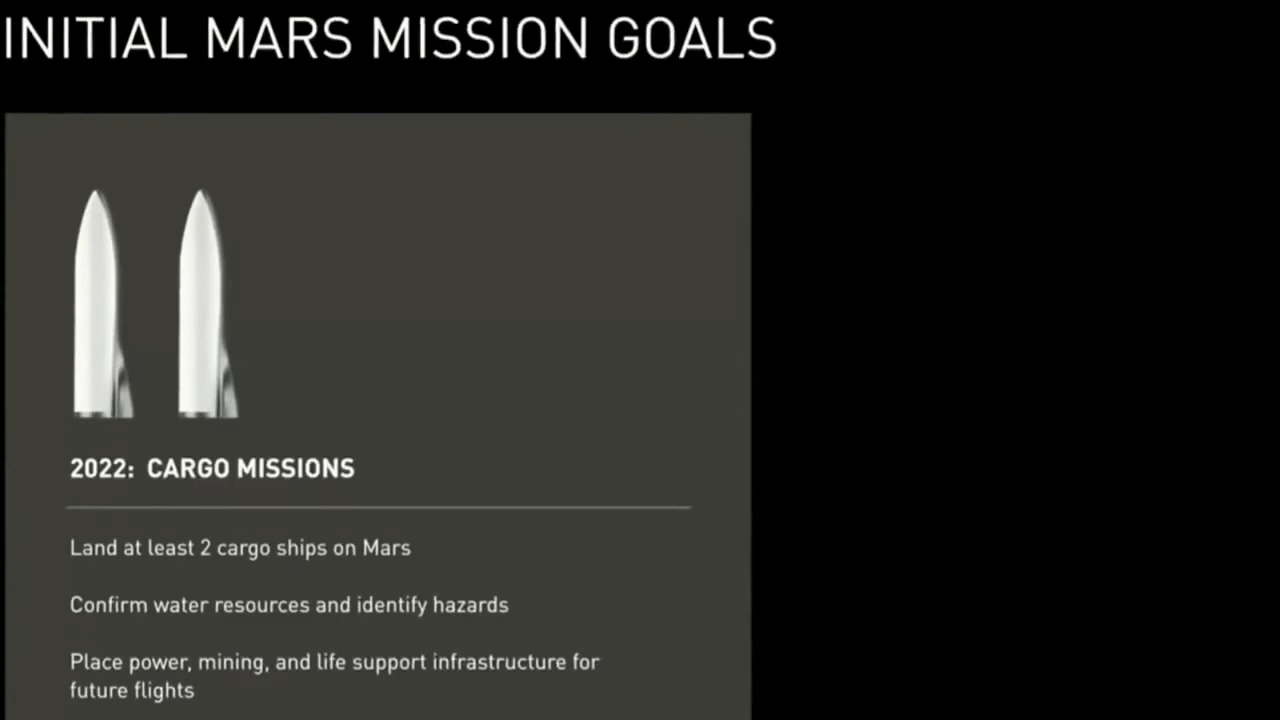 INITIAL MARS MISSION GOALS
2022: CARGO MISSIONS
Land at least 2 cargo ships on Mars
Confirm water resources and identify hazards
Place power, mining, and life support infrastructure for
future flights